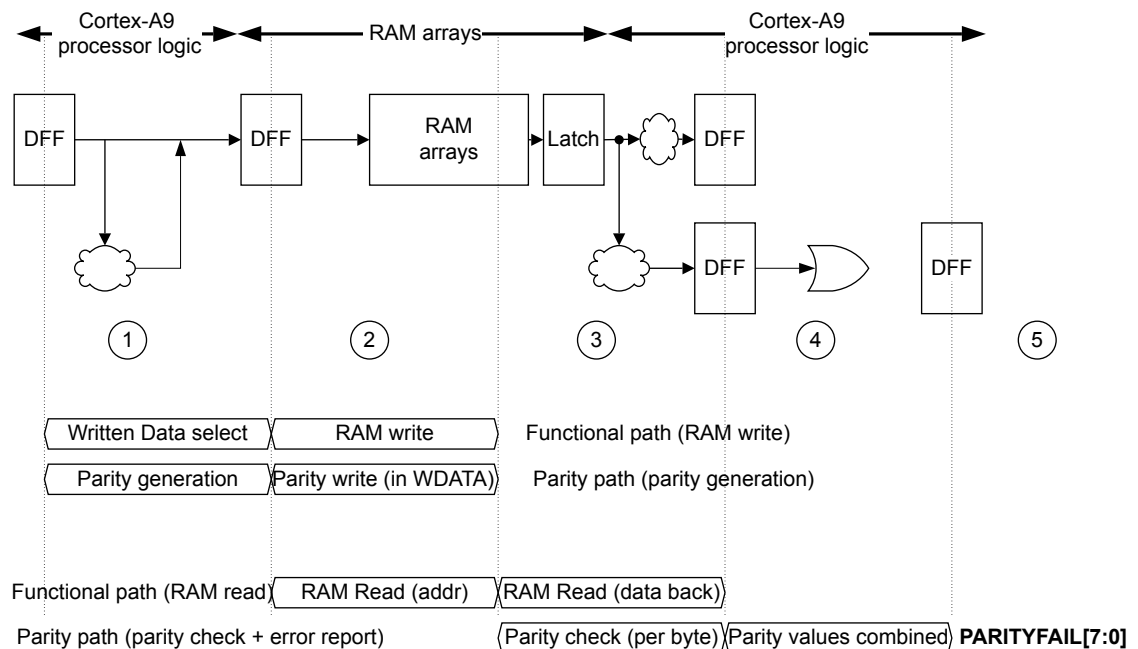 Cortex-A9
processor logic
RAM arrays
Cortex-A9
processor logic
DFF
DFF
RAM
arrays
Latch
DFF
DFF
DFF
1
2
3
4
5
Written Data select
RAM write
Functional path (RAM write)
Parity generation
Parity write (in WDATA)
Parity path (parity generation)
Functional path (RAM read)
RAM Read (addr)
RAM Read (data back)
Parity path (parity check + error report)
Parity check (per byte)
Parity values combined
PARITYFAIL[7:0]